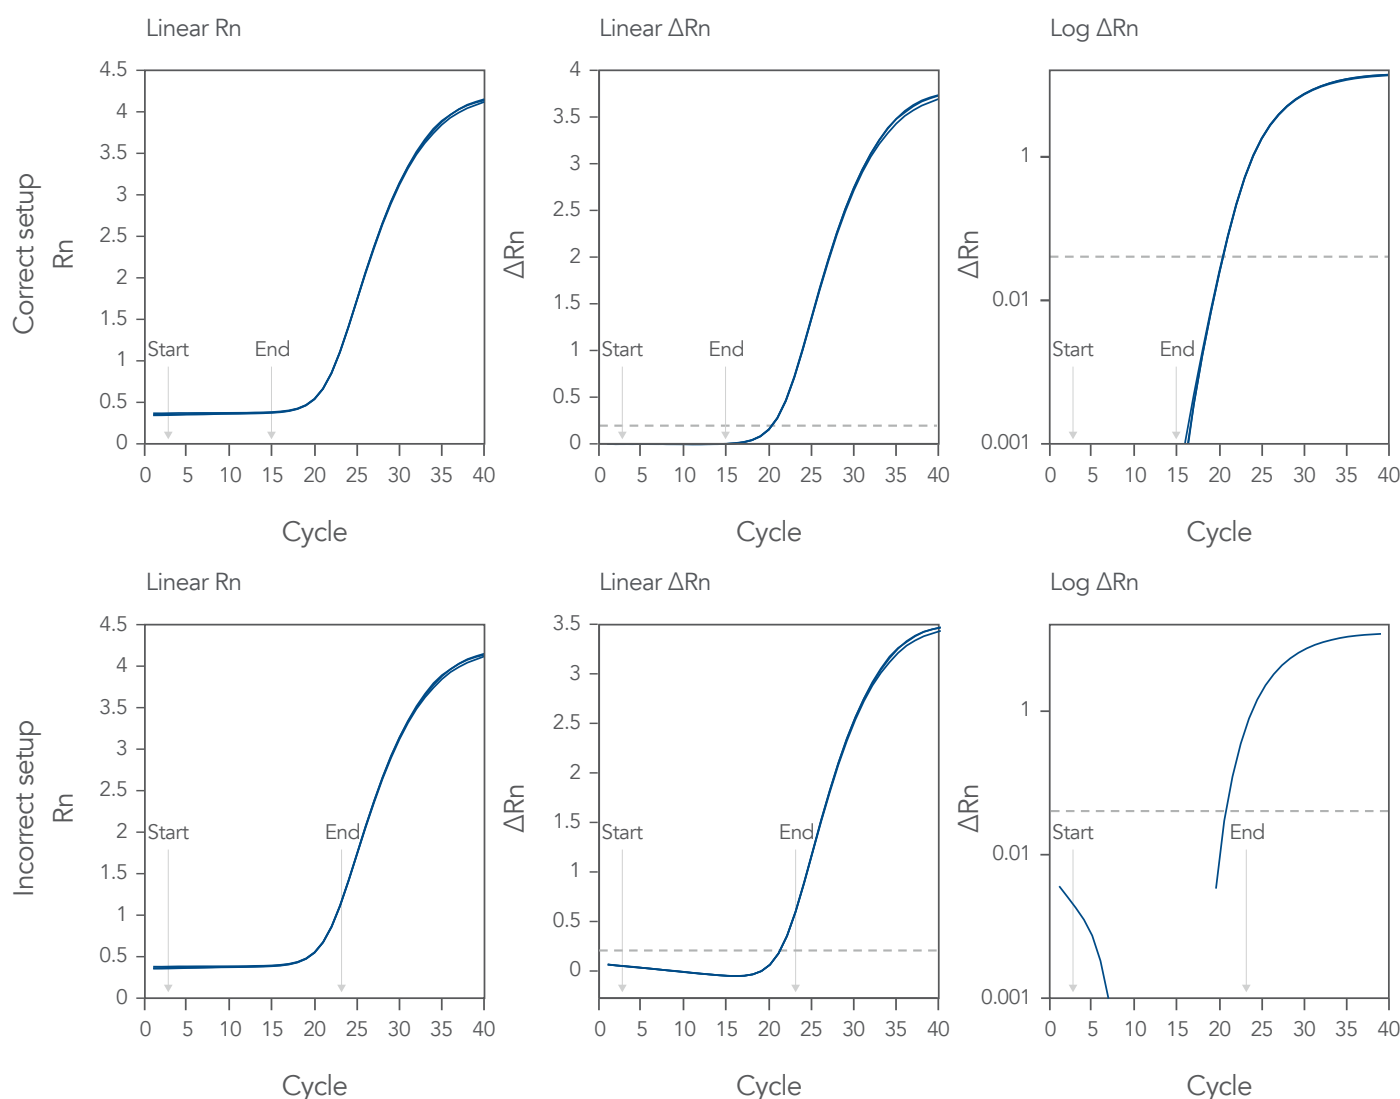 Linear Rn
Linear ΔRn
Log ΔRn
Correct setup
Rn
4.5
4
3.5
3
2.5
2
1.5
1
0.5
0
Start
End
0 5 10 15 20 25 30 35 40
Cycle
ΔRn
4
3.5
3
2.5
2
1.5
1
0.5
0
Start
End
0 5 10 15 20 25 30 35 40
Cycle
ΔRn
1
0.01
0.001
Start
End
0 5 10 15 20 25 30 35 40
Cycle
Linear Rn
Linear ΔRn
Log ΔRn
Incorrect setup
Rn
4.5
4
3.5
3
2.5
2
1.5
1
0.5
0
Start
End
0 5 10 15 20 25 30 35 40
Cycle
ΔRn
3.5
3
2.5
2
1.5
1
0.5
0
Start
End
0 5 10 15 20 25 30 35 40
Cycle
ΔRn
1
0.01
0.001
Start
End
0 5 10 15 20 25 30 35 40
Cycle